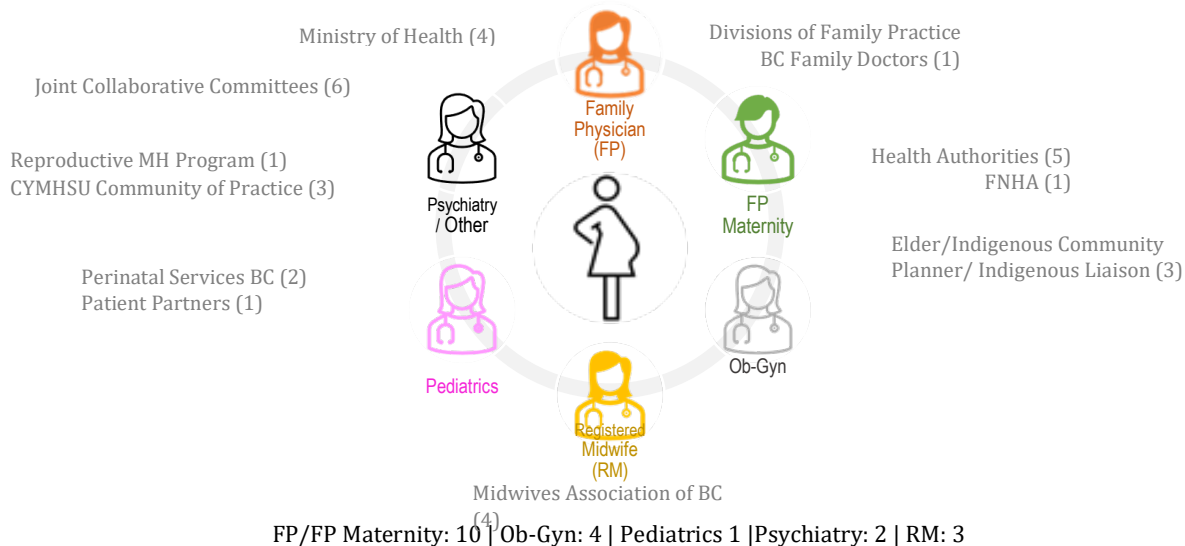 Ministry of Health (4)
Divisions of Family Practice
BC Family Doctors (1)
Joint Collaborative Committees (6)
Family
Physician
(FP)
Reproductive MH Program (1)
CYMHSU Community of Practice (3)
Health Authorities (5)
FNHA (1)
Psychiatry
/ Other
FP
Maternity
Elder/Indigenous Community
Planner/ Indigenous Liaison (3)
Perinatal Services BC (2)
Patient Partners (1)
Ob-Gyn
Pediatrics
Registered
Midwife
(RM)
Midwives Association of BC
(4)
FP/FP Maternity: 10 | Ob-Gyn: 4 | Pediatrics 1 |Psychiatry: 2 | RM: 3